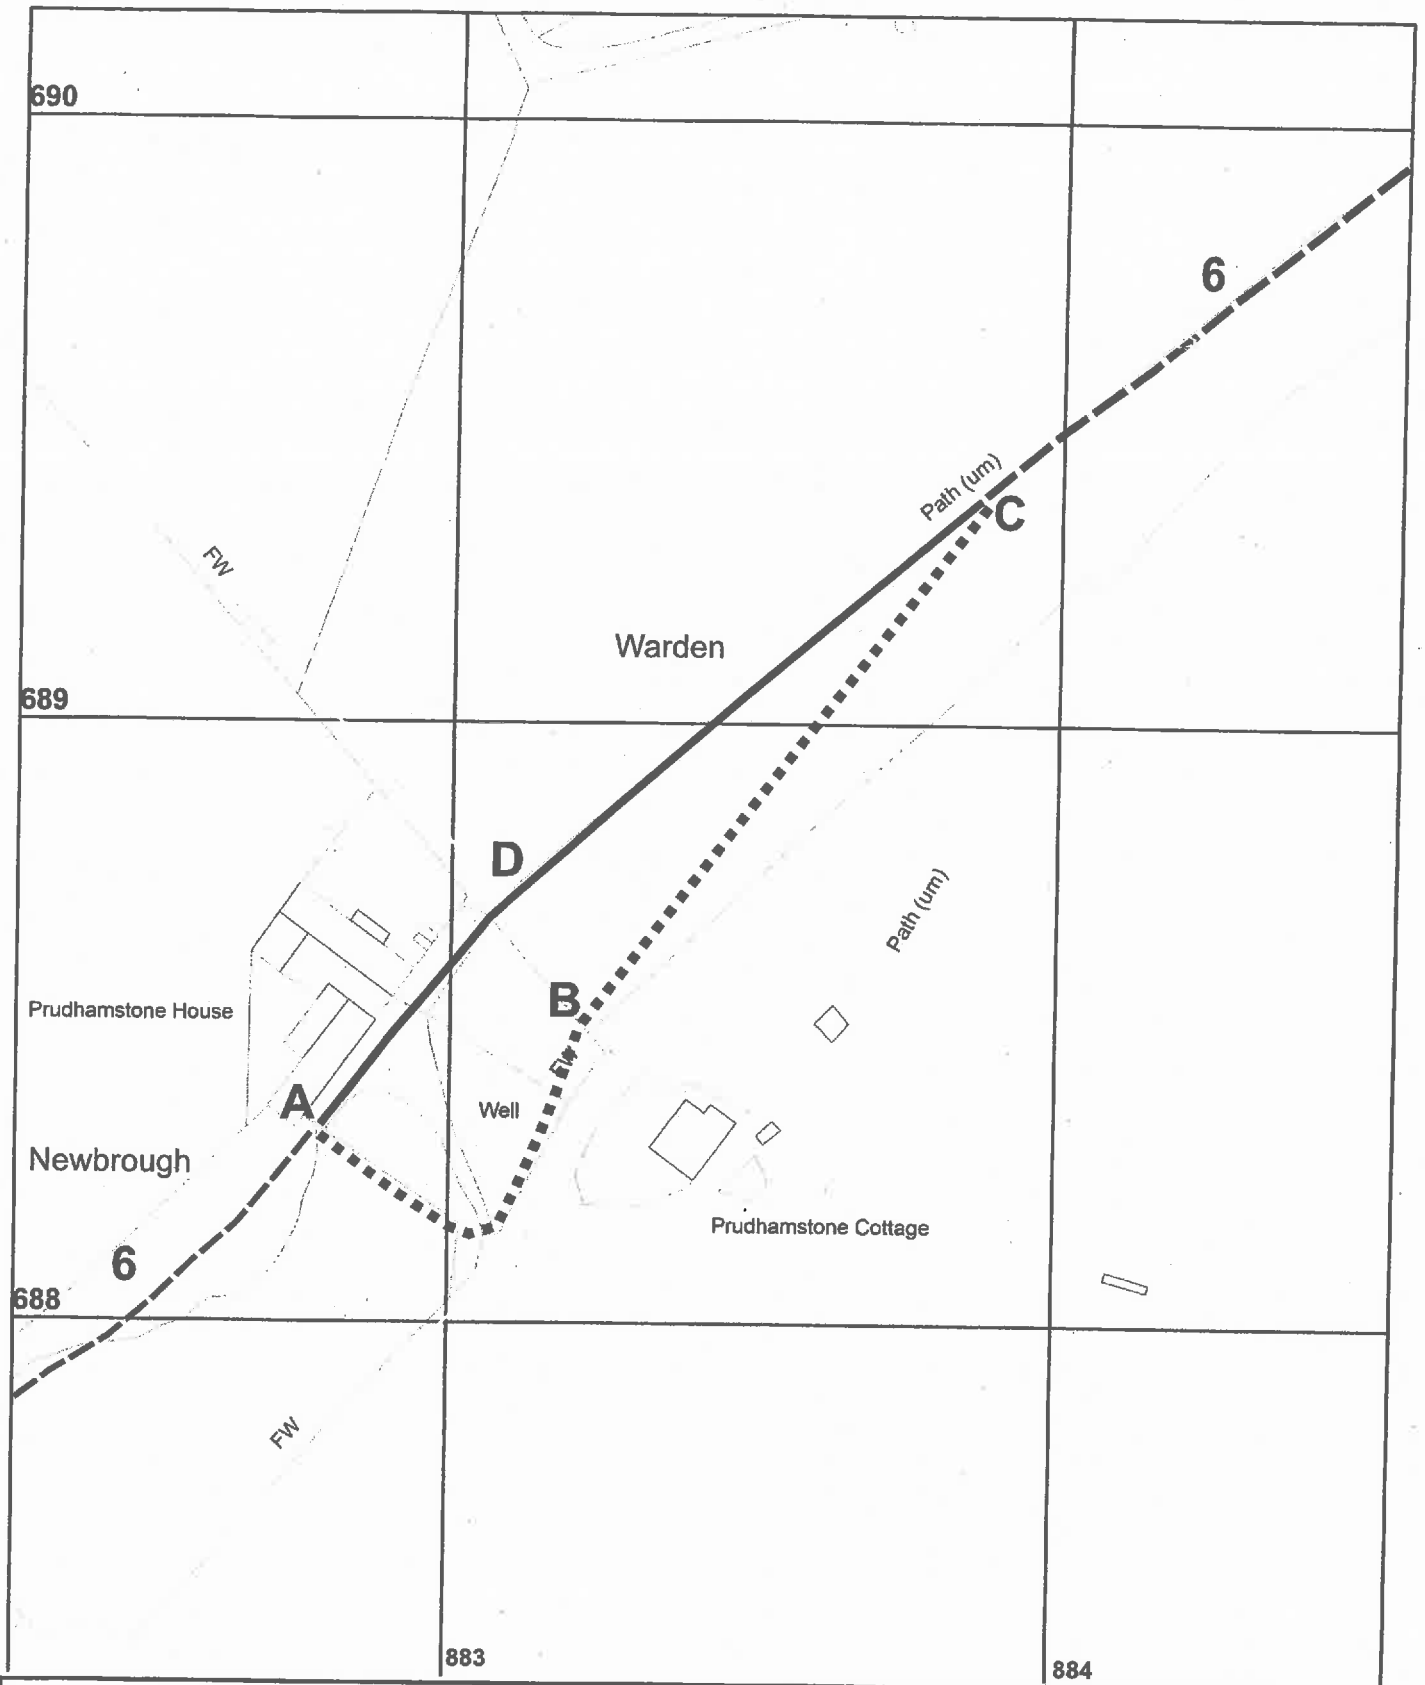 690
6
Path (um)
C
FW
Warden
689
D
Path (um)
B
Prudhamstone House
FW
A
Well
Newbrough
Prudhamstone Cottage
6
688
FW
883
884